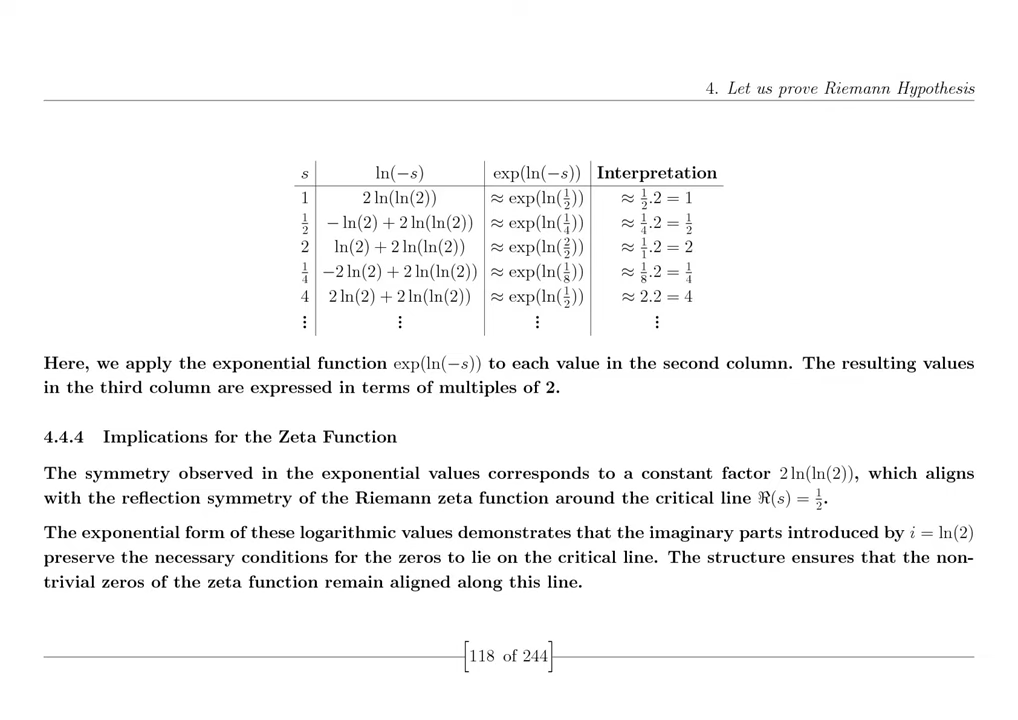 4. Let us prove Riemann Hypothesis
s ln(−s) exp(ln(−s)) Interpretation
1 2 ln(ln(2)) ≈ exp(ln(1/2)) ≈ 1/2.2 = 1
1/2 − ln(2) + 2 ln(ln(2)) ≈ exp(ln(1/4)) ≈ 1/4.2 = 1/2
2 ln(2) + 2 ln(ln(2)) ≈ exp(ln(2/2)) ≈ 1/1.2 = 2
1/4 −2 ln(2) + 2 ln(ln(2)) ≈ exp(ln(1/8)) ≈ 1/8.2 = 1/4
4 2 ln(2) + 2 ln(ln(2)) ≈ exp(ln(1/2)) ≈ 2.2 = 4
⋮ ⋮ ⋮ ⋮
Here, we apply the exponential function exp(ln(−s)) to each value in the second column. The resulting values
in the third column are expressed in terms of multiples of 2.
4.4.4 Implications for the Zeta Function
The symmetry observed in the exponential values corresponds to a constant factor 2 ln(ln(2)), which aligns
with the reflection symmetry of the Riemann zeta function around the critical line ℜ(s) = 1/2.
The exponential form of these logarithmic values demonstrates that the imaginary parts introduced by i = ln(2)
preserve the necessary conditions for the zeros to lie on the critical line. The structure ensures that the non-
trivial zeros of the zeta function remain aligned along this line.
[118 of 244]